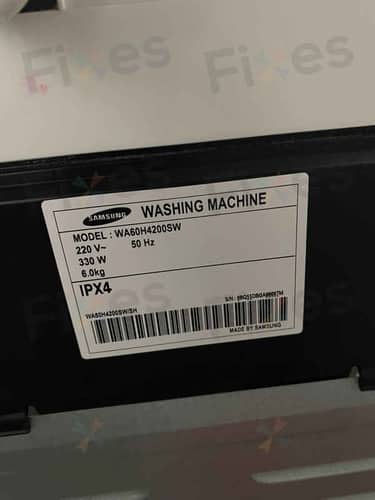 Fixes Fixes
SAMSUNG WASHING MACHINE
MODEL : WA60H4200SW
220 V~ 50 Hz
330 W
6.0kg
IPX4
S/N :
WA60H4200SW/SH
MADE BY SAMSUNG